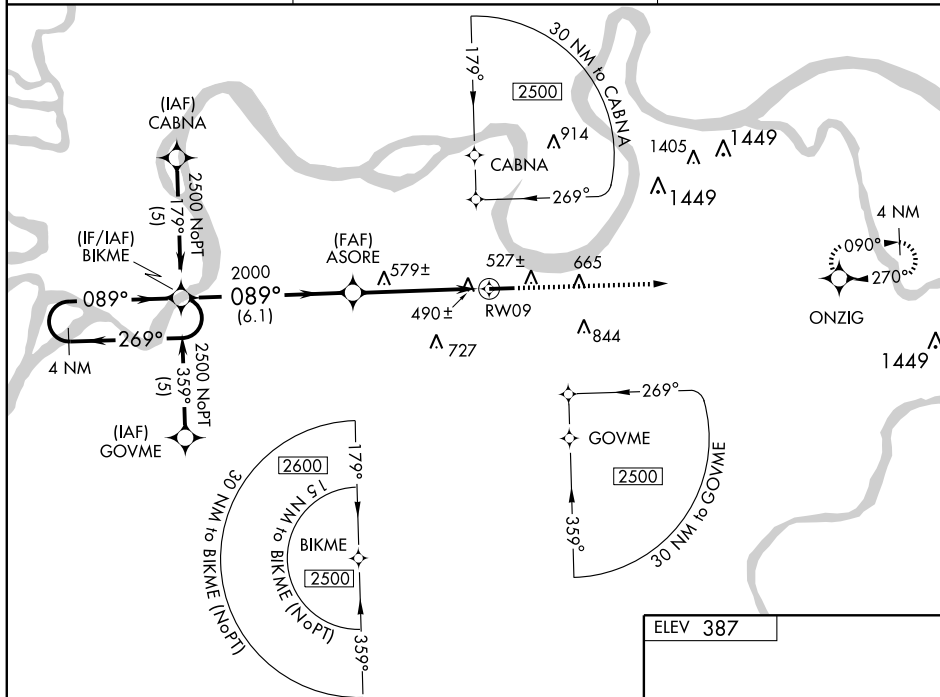 30 NM to CABNA
179°
2500
914
CABNA
269°
1405
1449
1449
(IAF)
CABNA
2500 NoPT
179°
(5)
4 NM
090°
270°
ONZIG
1449
(IF/IAF)
BIKME
2000
089°
(6.1)
(FAF)
ASORE
579±
527±
665
490±
RW09
727
844
089°
269°
4 NM
2500 NoPT
359°
(5)
(IAF)
GOVME
269°
GOVME
2500
359°
30 NM to GOVME
179°
2600
30 NM to BIKME (NoPT)
15 NM to BIKME (NoPT)
BIKME
2500
359°
ELEV 387